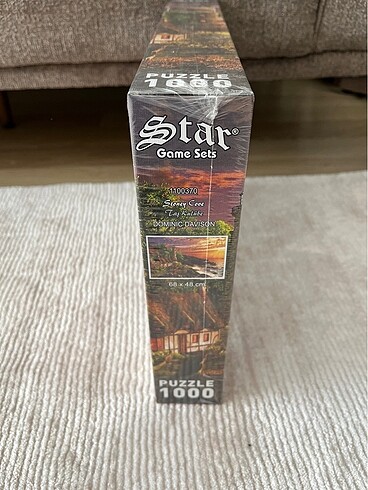 PUZZLE
1000
Star®
Game Sets
1100370
Stoney Cove
Taş Kulübe
DOMINIC DAVISON
68 x 48 cm
PUZZLE
1000